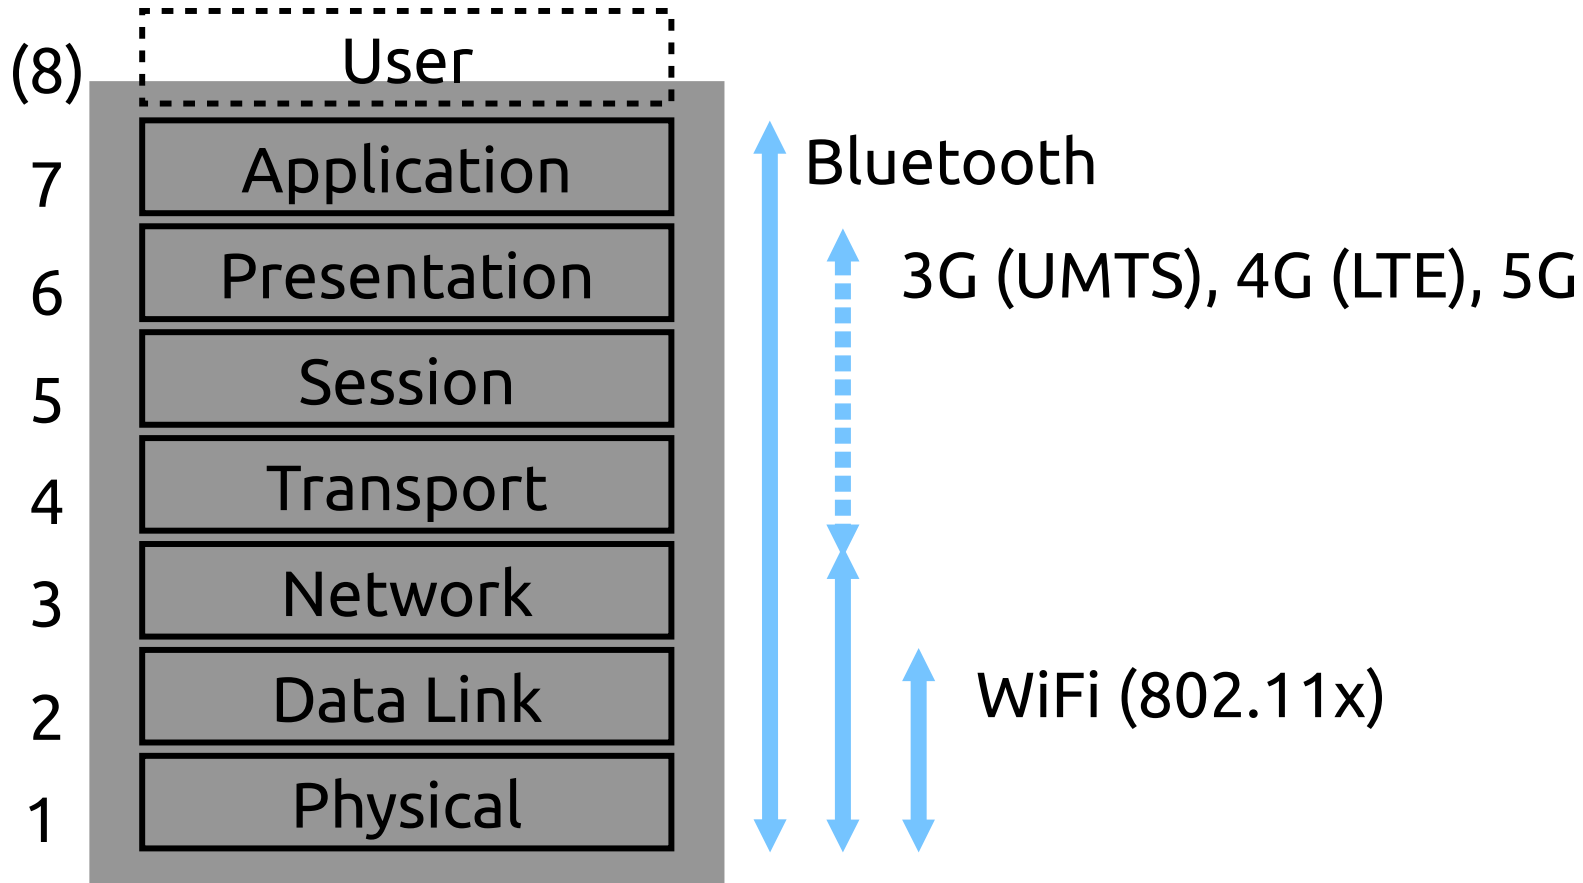 (8) User
7 Application Bluetooth
6 Presentation 3G (UMTS), 4G (LTE), 5G
5 Session
4 Transport
3 Network
2 Data Link WiFi (802.11x)
1 Physical